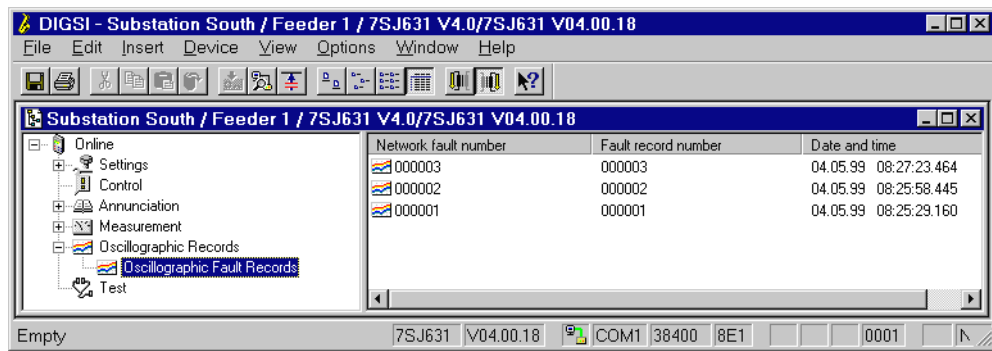 DIGSI - Substation South / Feeder 1 / 7SJ631 V4.0/7SJ631 V04.00.18
File Edit Insert Device View Options Window Help
Substation South / Feeder 1 / 7SJ631 V4.0/7SJ631 V04.00.18
Online
Settings
Control
Annunciation
Measurement
Oscillographic Records
Oscillographic Fault Records
Test
Network fault number Fault record number Date and time
000003 000003 04.05.99 08:27:23.464
000002 000002 04.05.99 08:25:58.445
000001 000001 04.05.99 08:25:29.160
Empty 7SJ631 V04.00.18 COM1 38400 8E1 0001